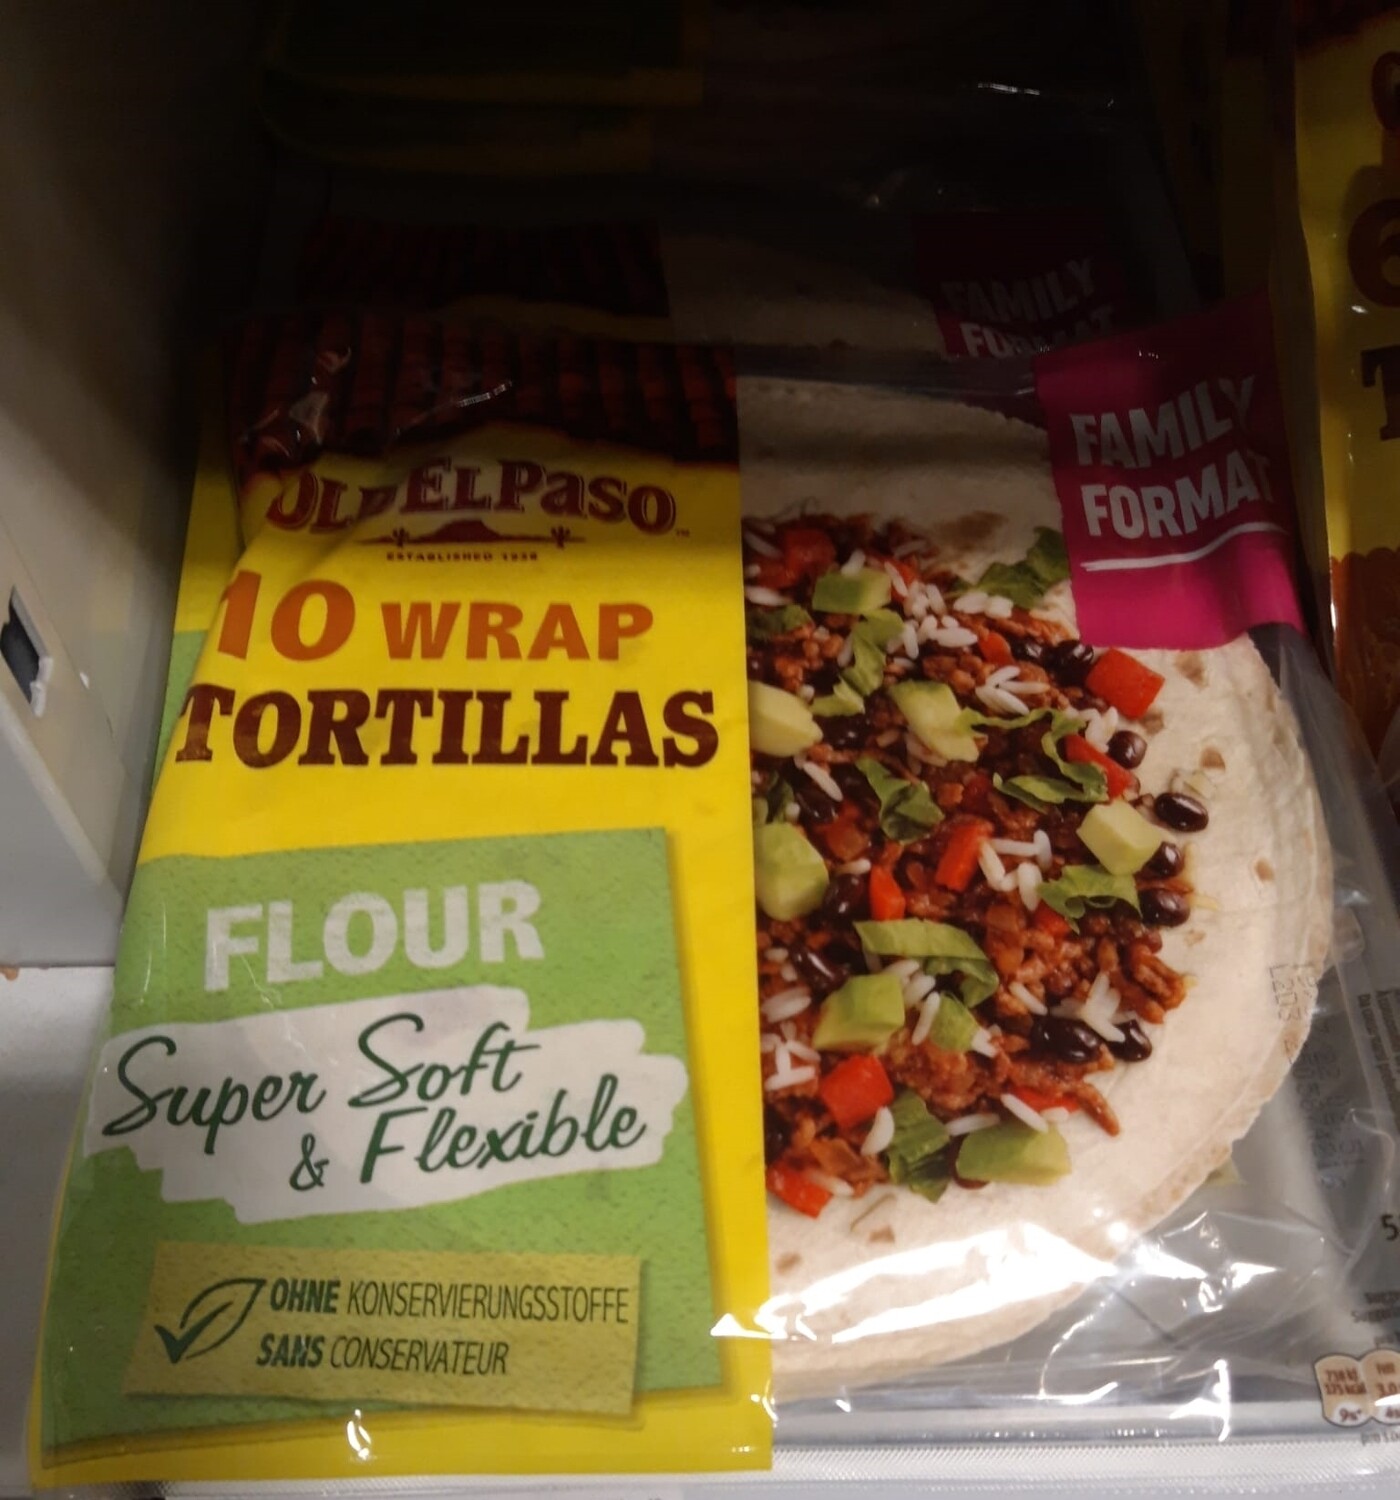 FAMILY
FORMAT
OLD EL PASO
ESTABLISHED 1938
10 WRAP
TORTILLAS
FLOUR
Super Soft
& Flexible
OHNE KONSERVIERUNGSSTOFFE
SANS CONSERVATEUR
FAMILY
FORMAT